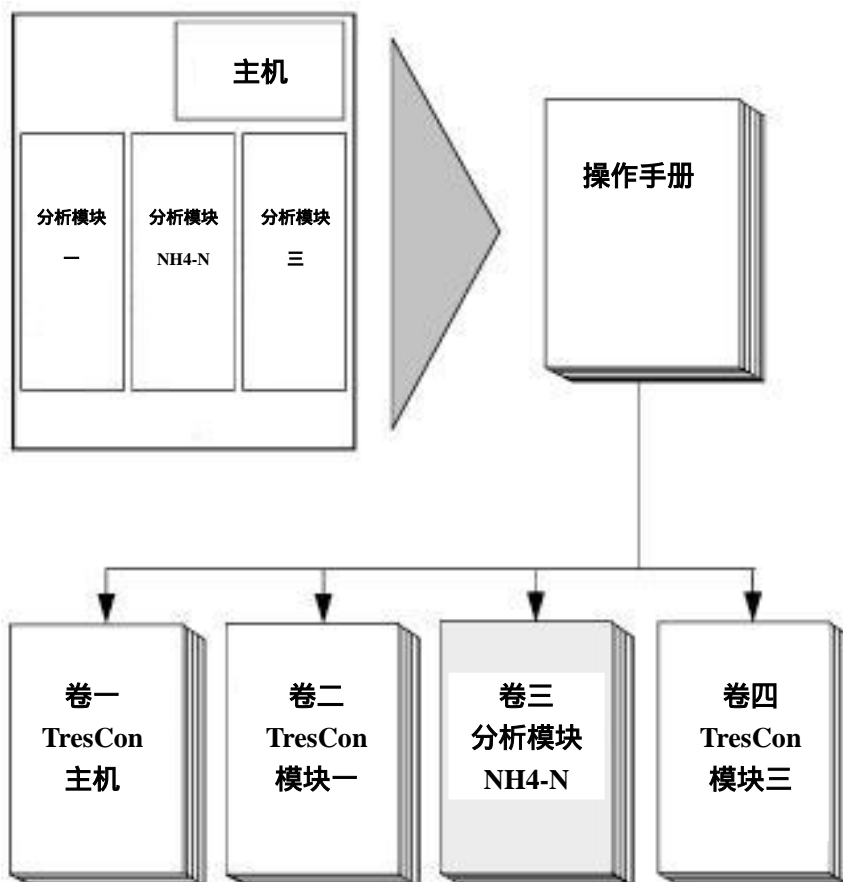 主机
分析模块
一
分析模块
NH4-N
分析模块
三
操作手册
卷一
TresCon
主机
卷二
TresCon
模块一
卷三
分析模块
NH4-N
卷四
TresCon
模块三